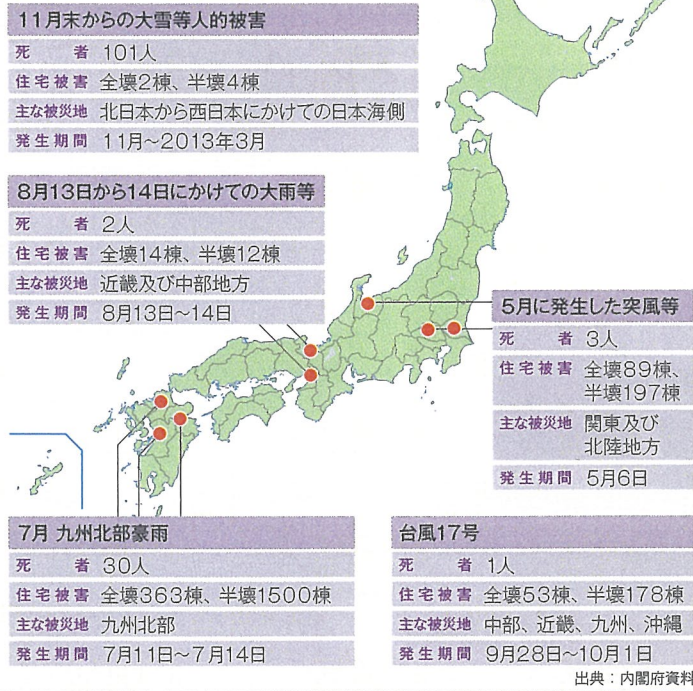 11月末からの大雪等人的被害
死者 101人
住宅被害 全壊2棟、半壊4棟
主な被災地 北日本から西日本にかけての日本海側
発生期間 11月〜2013年3月
8月13日から14日にかけての大雨等
死者 2人
住宅被害 全壊14棟、半壊12棟
主な被災地 近畿及び中部地方
発生期間 8月13日〜14日
5月に発生した突風等
死者 3人
住宅被害 全壊89棟、
半壊197棟
主な被災地 関東及び
北陸地方
発生期間 5月6日
7月 九州北部豪雨
死者 30人
住宅被害 全壊363棟、半壊1500棟
主な被災地 九州北部
発生期間 7月11日〜7月14日
台風17号
死者 1人
住宅被害 全壊53棟、半壊178棟
主な被災地 中部、近畿、九州、沖縄
発生期間 9月28日〜10月1日
出典：内閣府資料